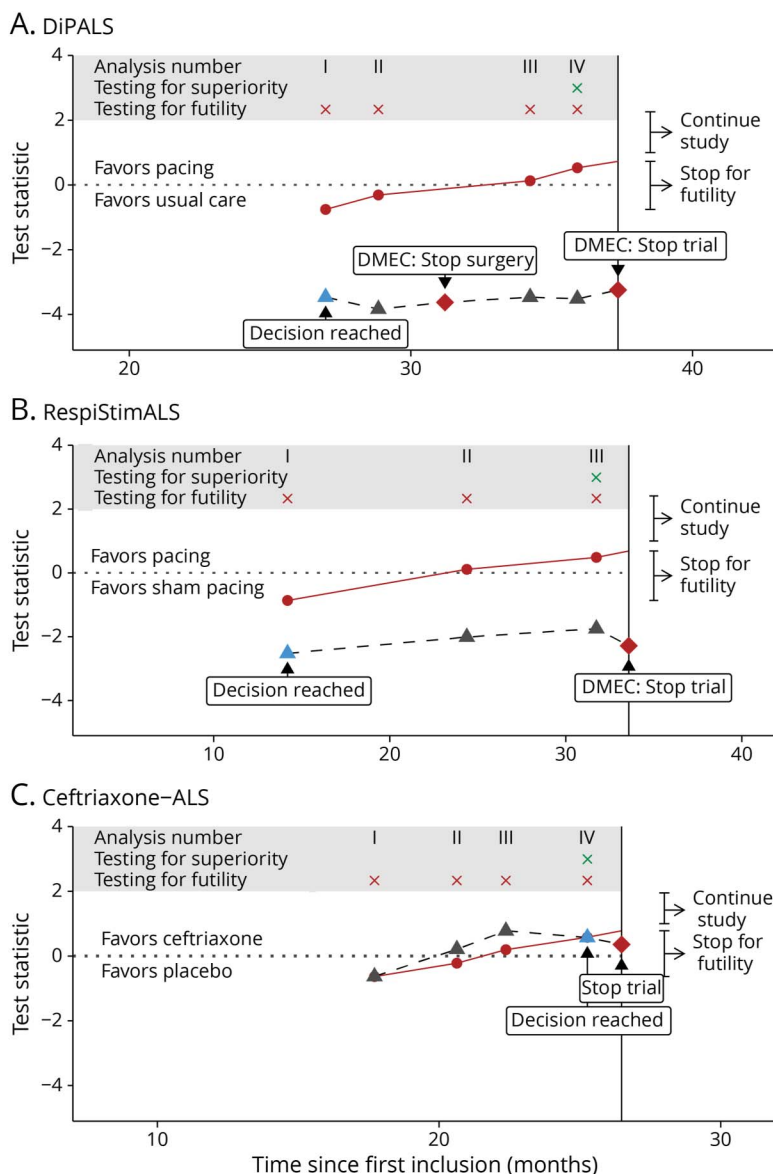 A. DiPALS
4
Analysis number I II III IV
Testing for superiority ×
Testing for futility × × × ×
2
Continue study
Favors pacing
0
Stop for futility
Favors usual care
Test statistic
−2
DMEC: Stop surgery
DMEC: Stop trial
−4
Decision reached
20 30 40
B. RespiStimALS
4
Analysis number I II III
Testing for superiority ×
Testing for futility × × ×
2
Continue study
Favors pacing
0
Stop for futility
Favors sham pacing
Test statistic
−2
Decision reached
DMEC: Stop trial
−4
10 20 30 40
C. Ceftriaxone−ALS
4
Analysis number I II III IV
Testing for superiority ×
Testing for futility × × × ×
2
Continue study
Favors ceftriaxone
0
Stop for futility
Favors placebo
Test statistic
Stop trial
Decision reached
−2
−4
10 20 30
Time since first inclusion (months)